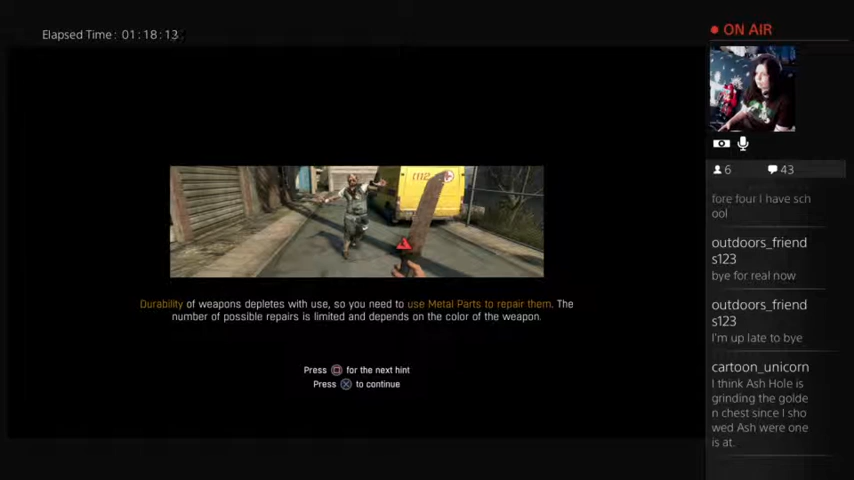 Elapsed Time: 01:18:13
ON AIR
6
43
fore four I have sch
ool
outdoors_friend
s123
bye for real now
outdoors_friend
s123
I'm up late to bye
cartoon_unicorn
I think Ash Hole is
grinding the golde
n chest since I sho
wed Ash were one
is at.
112
Durability of weapons depletes with use, so you need to use Metal Parts to repair them. The
number of possible repairs is limited and depends on the color of the weapon.
Press for the next hint
Press to continue